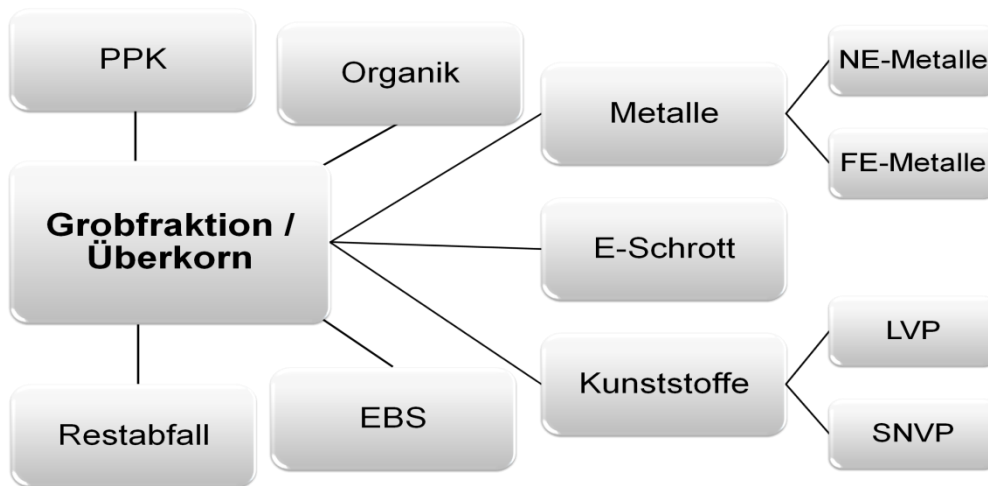 PPK
Organik
NE-Metalle
Metalle
FE-Metalle
Grobfraktion /
Überkorn
E-Schrott
LVP
Kunststoffe
Restabfall
EBS
SNVP